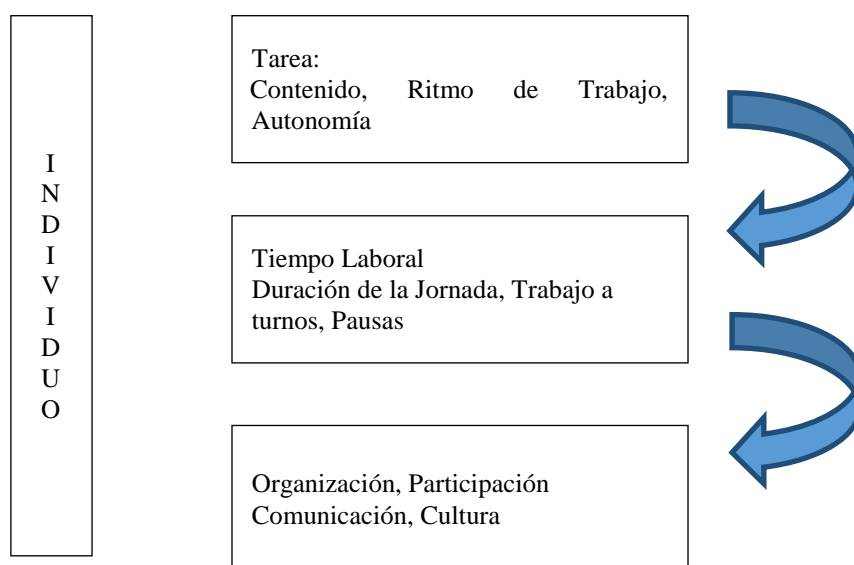 INDIVIDUO
Tarea:
Contenido, Ritmo de Trabajo,
Autonomía
Tiempo Laboral
Duración de la Jornada, Trabajo a
turnos, Pausas
Organización, Participación
Comunicación, Cultura